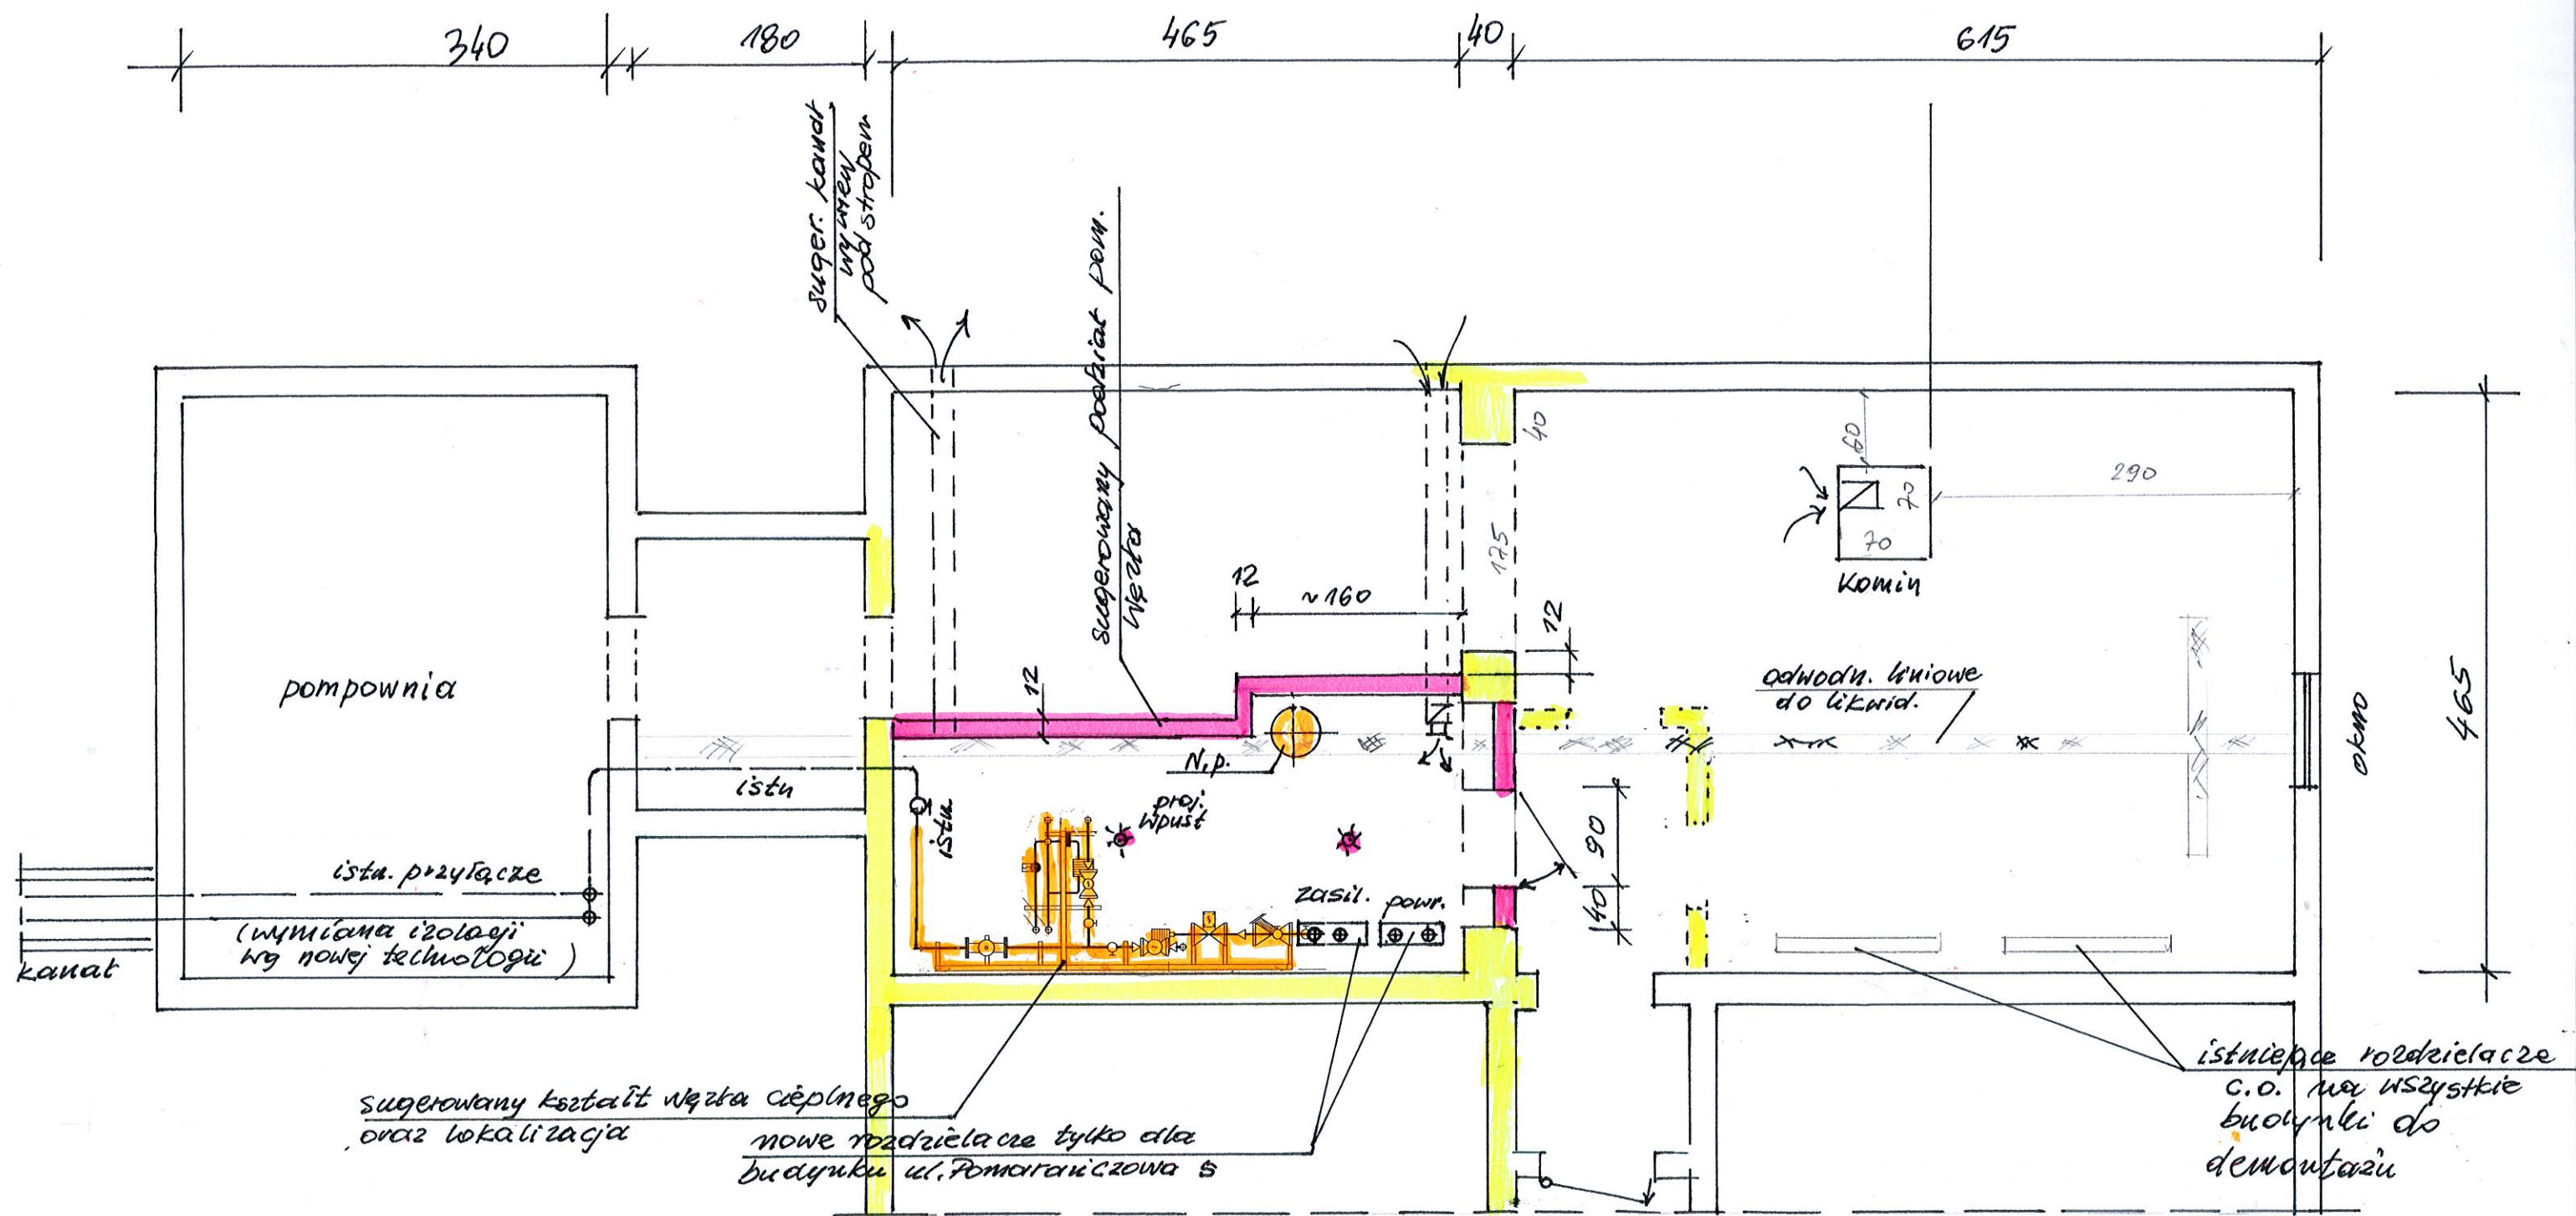 340
180
465
40
615
suger. kanał
wywiew
pod stropem
sugerowany podział pom.
węzła
40
175
60
70
70
290
Komin
12
~160
12
12
odwodn. liniowe
do likwid.
465
okno
pompownia
N.p.
istn
istn.
proj.
wpust
90
40
zasil.
powr.
istn. przyłącze
(wymiana izolacji
wg nowej technologii)
kanał
sugerowany kształt węzła cieplnego
oraz lokalizacja
nowe rozdzielacze tylko dla
budynku ul. Pomarańczowa 5
istniejące rozdzielacze
c.o. na wszystkie
budynki do
demontażu